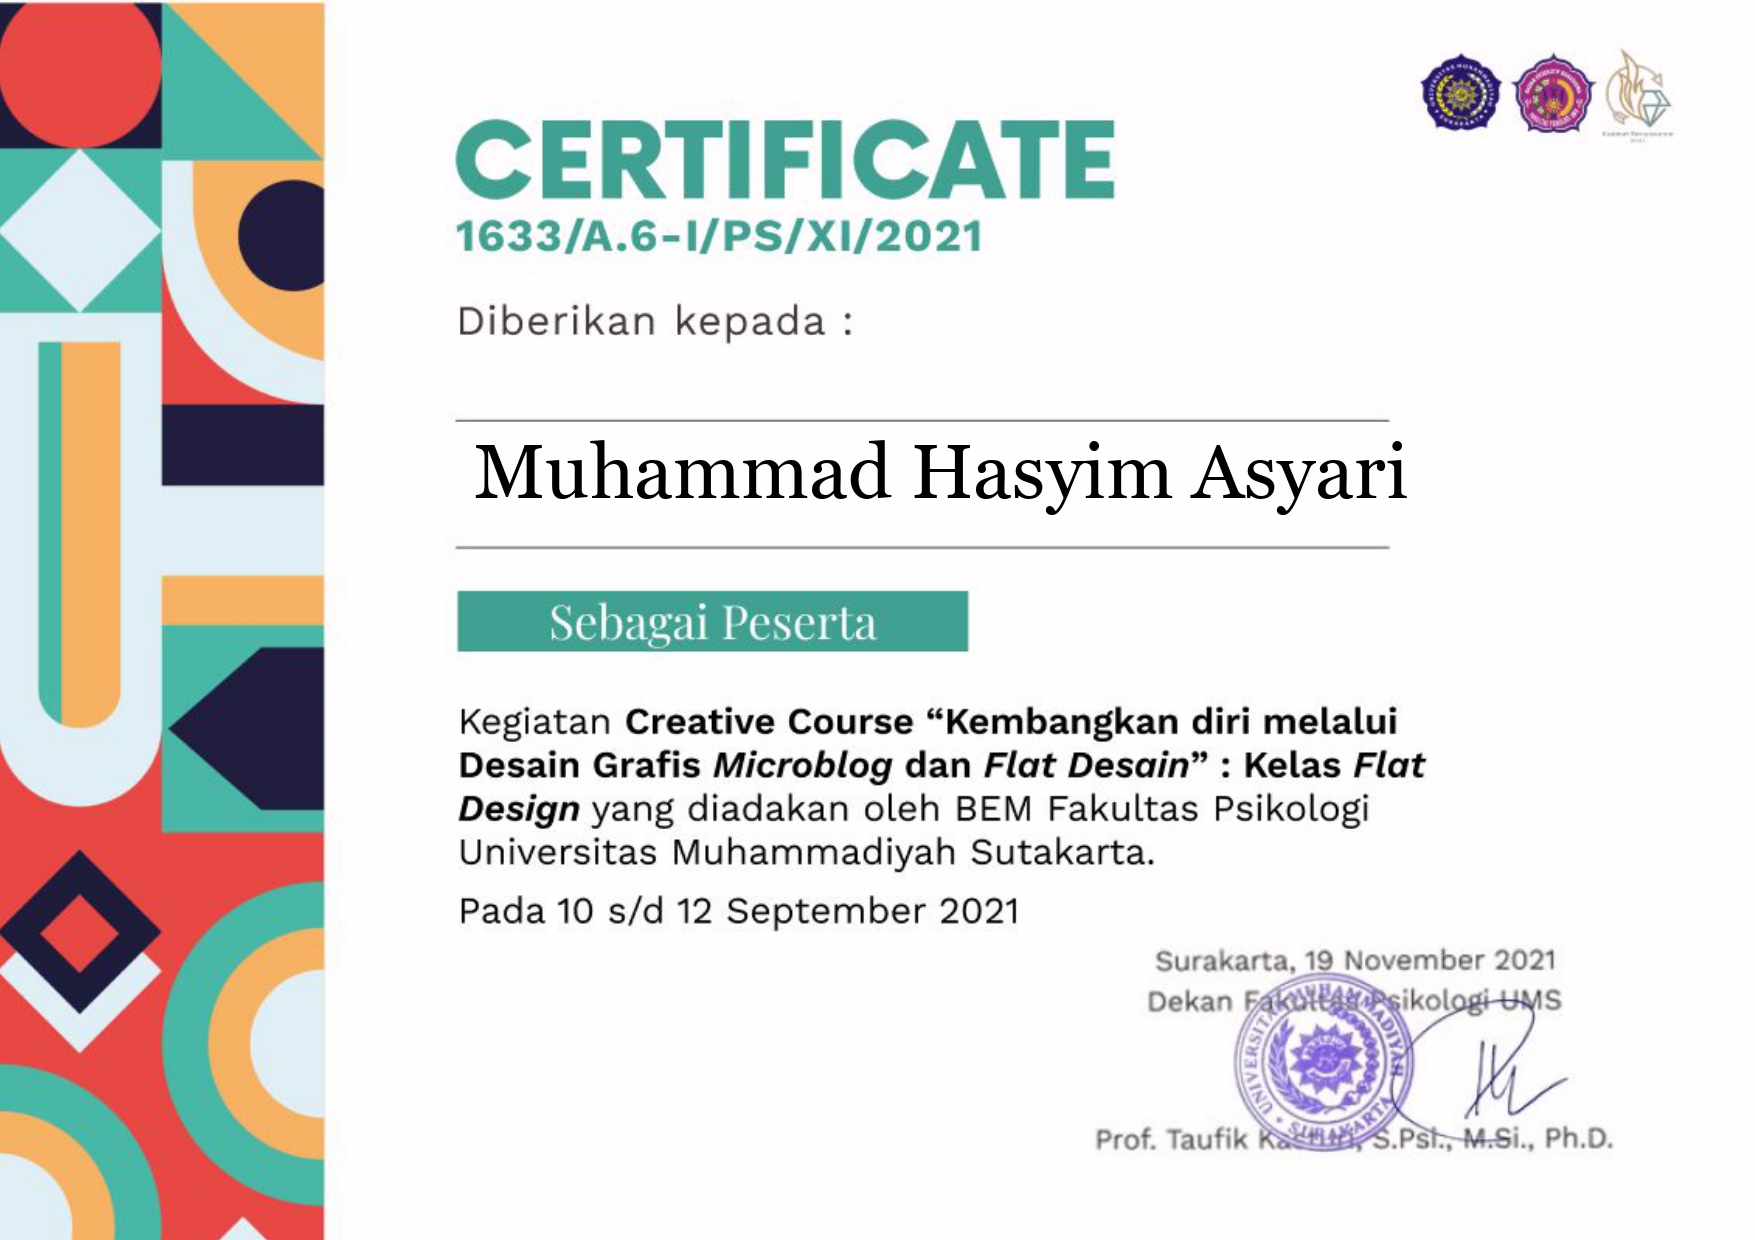 CERTIFICATE
1633/A.6-I/PS/XI/2021
Diberikan kepada :
Muhammad Hasyim Asyari
Sebagai Peserta
Kegiatan Creative Course “Kembangkan diri melalui
Desain Grafis Microblog dan Flat Desain” : Kelas Flat
Design yang diadakan oleh BEM Fakultas Psikologi
Universitas Muhammadiyah Sutakarta.
Pada 10 s/d 12 September 2021
Surakarta, 19 November 2021
Dekan Fakultas Psikologi UMS
UNIVERSITAS MUHAMMADIYAH
SURAKARTA
Prof. Taufik S.Psi., M.Si., Ph.D.